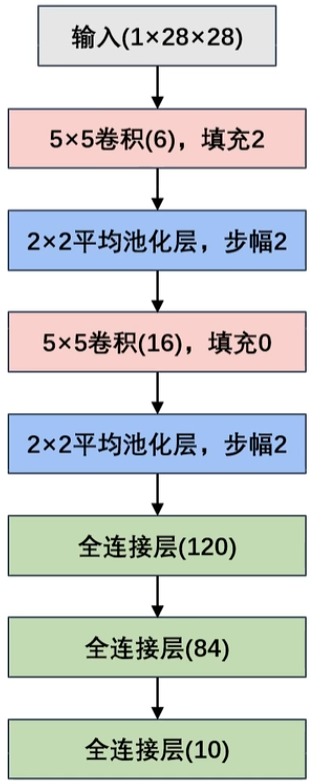 输入(1×28×28)
5×5卷积(6)，填充2
2×2平均池化层，步幅2
5×5卷积(16)，填充0
2×2平均池化层，步幅2
全连接层(120)
全连接层(84)
全连接层(10)